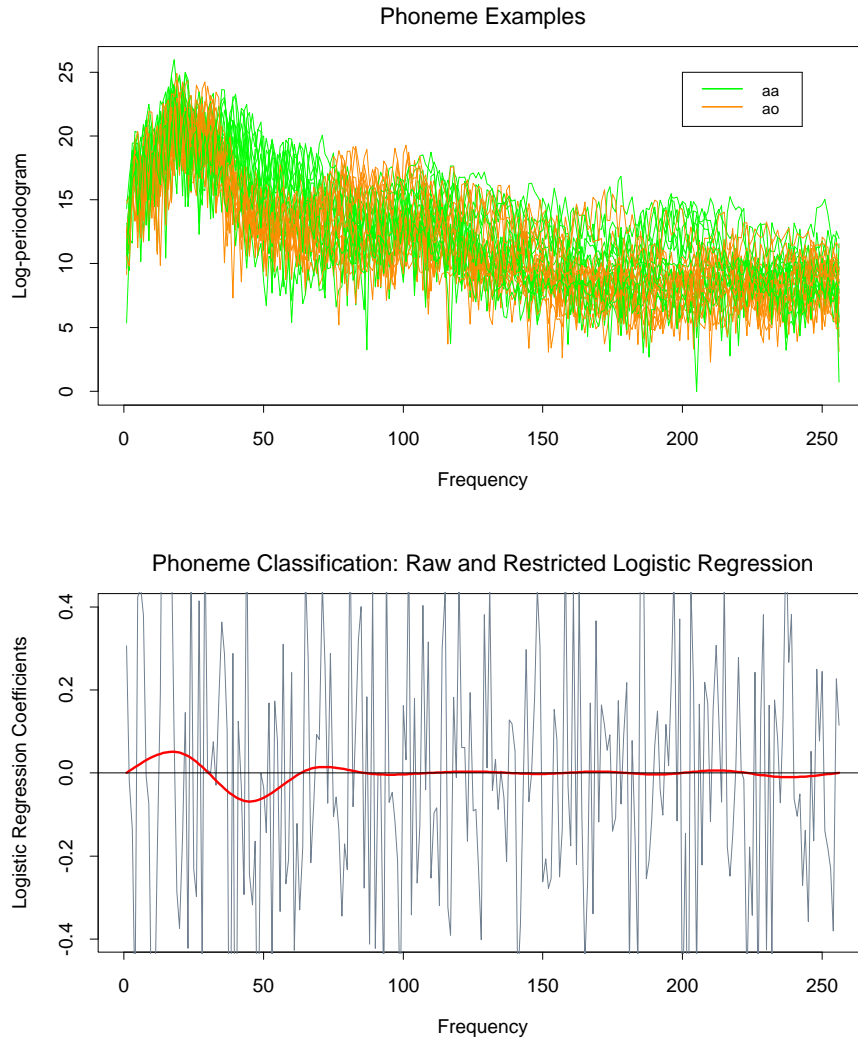 Phoneme Examples
25
20
15
10
5
0
Log-periodogram
aa
ao
0 50 100 150 200 250
Frequency
Phoneme Classification: Raw and Restricted Logistic Regression
0.4
0.2
0.0
-0.2
-0.4
Logistic Regression Coefficients
0 50 100 150 200 250
Frequency